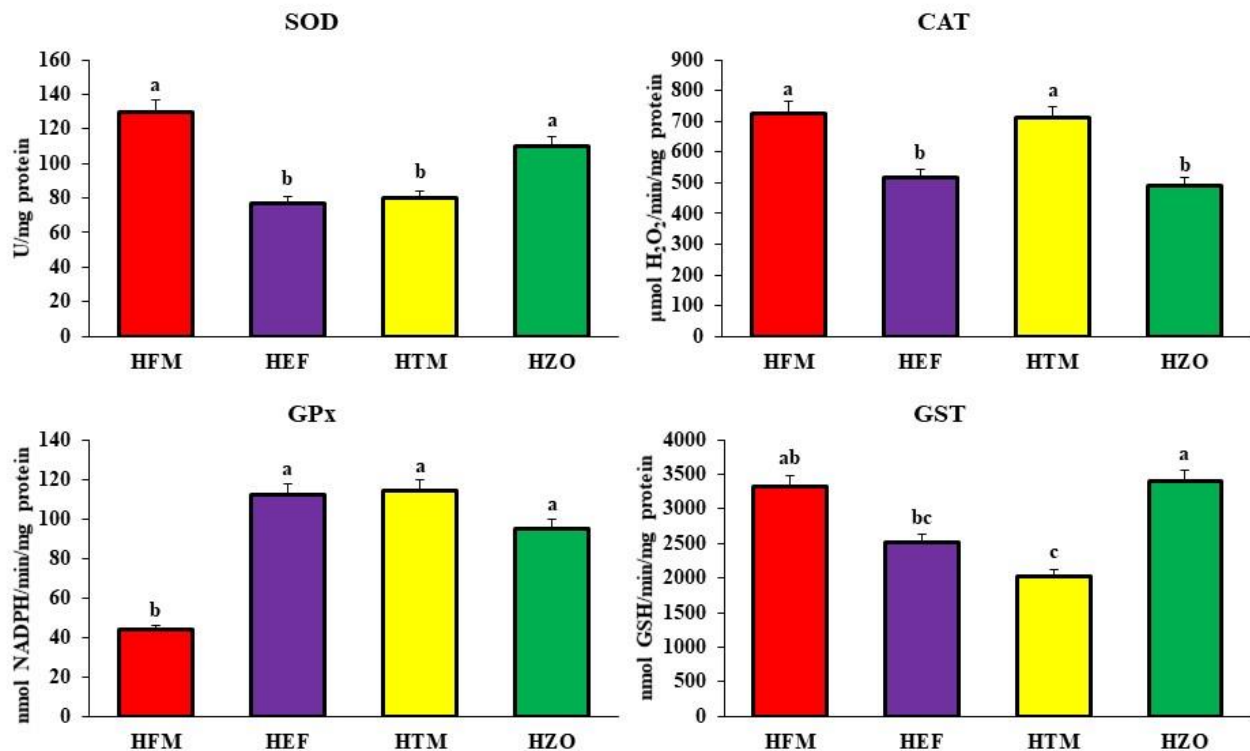 SOD
U/mg protein
160
140
120
100
80
60
40
20
0
a
b
b
a
HFM HEF HTM HZO
CAT
µmol H₂O₂/min/mg protein
900
800
700
600
500
400
300
200
100
0
a
b
a
b
HFM HEF HTM HZO
GPx
nmol NADPH/min/mg protein
140
120
100
80
60
40
20
0
b
a
a
a
HFM HEF HTM HZO
GST
nmol GSH/min/mg protein
4000
3500
3000
2500
2000
1500
1000
500
0
ab
bc
c
a
HFM HEF HTM HZO